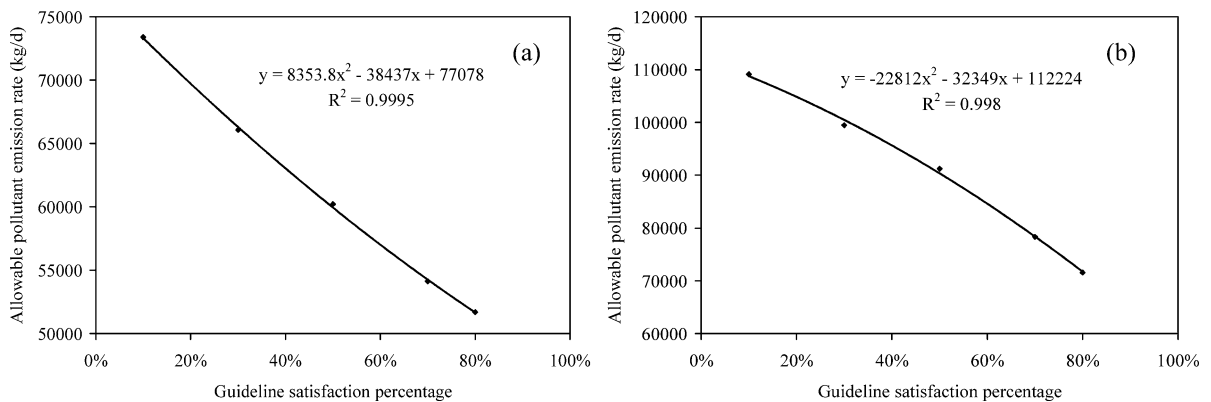 Allowable pollutant emission rate (kg/d)
75000
70000
65000
60000
55000
50000
(a)
y = 8353.8x² - 38437x + 77078
R² = 0.9995
0% 20% 40% 60% 80% 100%
Guideline satisfaction percentage
Allowable pollutant emission rate (kg/d)
120000
110000
100000
90000
80000
70000
60000
(b)
y = -22812x² - 32349x + 112224
R² = 0.998
0% 20% 40% 60% 80% 100%
Guideline satisfaction percentage